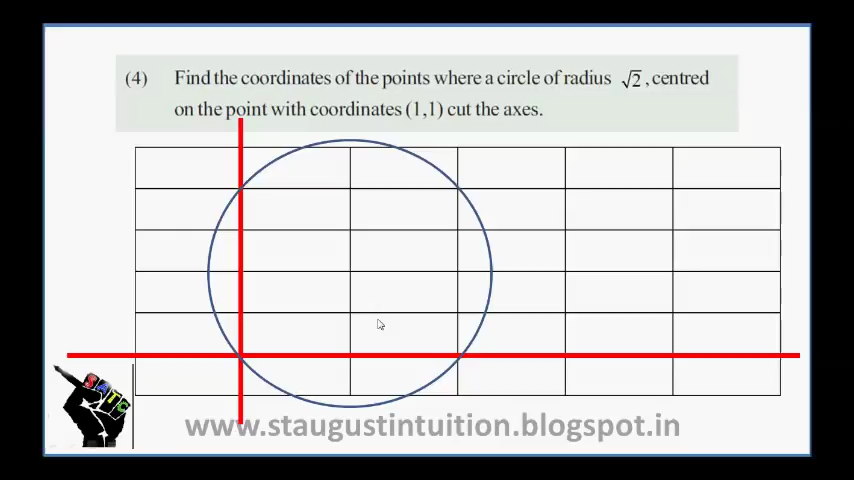 (4) Find the coordinates of the points where a circle of radius √2, centred
on the point with coordinates (1,1) cut the axes.
SATC
www.staugustintuition.blogspot.in